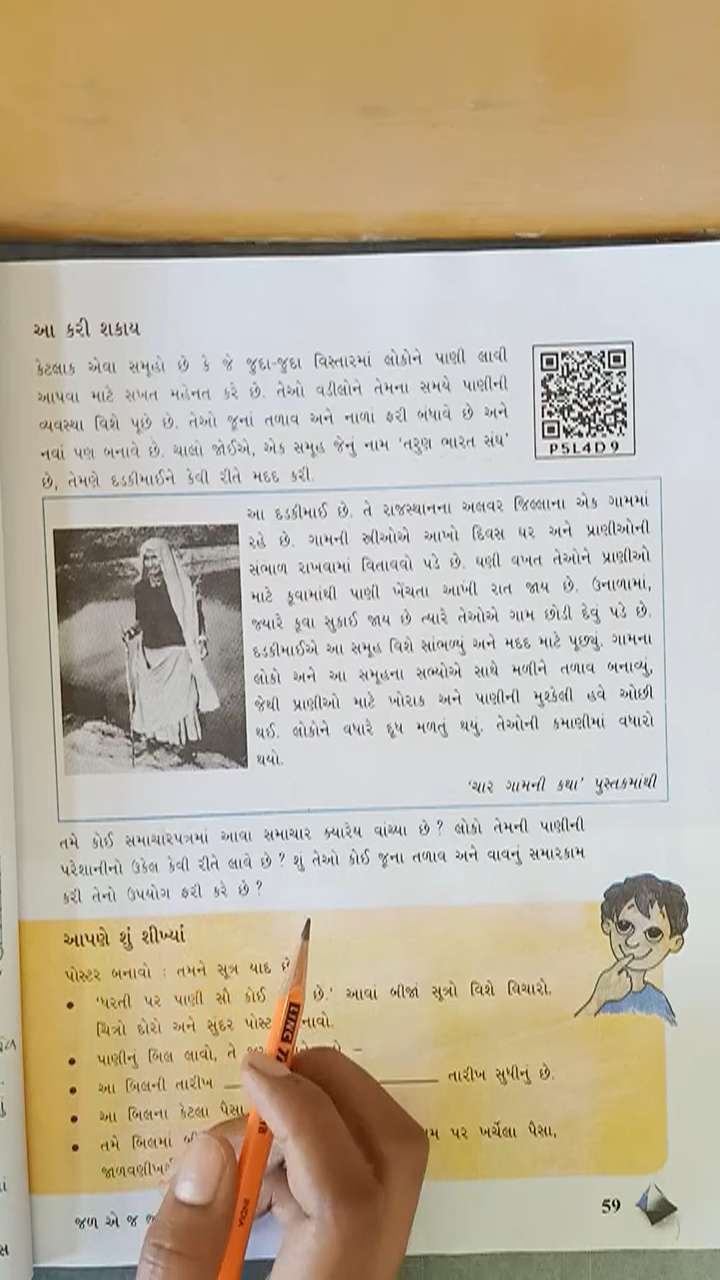 આ કરી શકાય
કેટલાક એવા સમૂહો છે કે જે જુદા-જુદા વિસ્તારમાં લોકોને પાણી લાવી
આપવા માટે સખત મહેનત કરે છે. તેઓ વડીલોને તેમના સમયે પાણીની
વ્યવસ્થા વિશે પૂછે છે. તેઓ જૂનાં તળાવ અને નાળાં ફરી બંધાવે છે અને
નવાં પણ બનાવે છે. ચાલો જોઈએ, એક સમૂહ જેનું નામ ‘તરુણ ભારત સંઘ’
છે, તેમણે દડકીમાઈને કેવી રીતે મદદ કરી.
P5L4D9
આ દડકીમાઈ છે. તે રાજસ્થાનના અલવર જિલ્લાના એક ગામમાં
રહે છે. ગામની સ્ત્રીઓએ આખો દિવસ ઘર અને પ્રાણીઓની
સંભાળ રાખવામાં વિતાવવો પડે છે. ઘણી વખત તેઓને પ્રાણીઓ
માટે કૂવામાંથી પાણી ખેંચતા આખી રાત જાય છે. ઉનાળામાં,
જ્યારે કૂવા સુકાઈ જાય છે ત્યારે તેઓએ ગામ છોડી દેવું પડે છે.
દડકીમાઈએ આ સમૂહ વિશે સાંભળ્યું અને મદદ માટે પૂછ્યું. ગામના
લોકો અને આ સમૂહના સભ્યોએ સાથે મળીને તળાવ બનાવ્યું,
જેથી પ્રાણીઓ માટે ખોરાક અને પાણીની મુશ્કેલી હવે ઓછી
થઈ. લોકોને વધારે દૂધ મળતું થયું. તેઓની કમાણીમાં વધારો
થયો.
‘ચાર ગામની કથા’ પુસ્તકમાંથી
તમે કોઈ સમાચારપત્રમાં આવા સમાચાર ક્યારેય વાંચ્યા છે ? લોકો તેમની પાણીની
પરેશાનીનો ઉકેલ કેવી રીતે લાવે છે ? શું તેઓ કોઈ જૂના તળાવ અને વાવનું સમારકામ
કરી તેનો ઉપયોગ ફરી કરે છે ?
આપણે શું શીખ્યાં
પોસ્ટર બનાવો : તમને સૂત્ર યાદ છે
• ‘ધરતી પર પાણી સૌ કોઈ છે.’ આવાં બીજાં સૂત્રો વિશે વિચારો.
ચિત્રો દોરો અને સુંદર
• પાણીનું બિલ લાવો, તે
• આ બિલની તારીખ ____ ____ તારીખ સુધીનું છે.
• આ બિલના કેટલા પૈસા
• તમે બિલમાં પર ખર્ચેલા પૈસા,
જળ એ જ
59